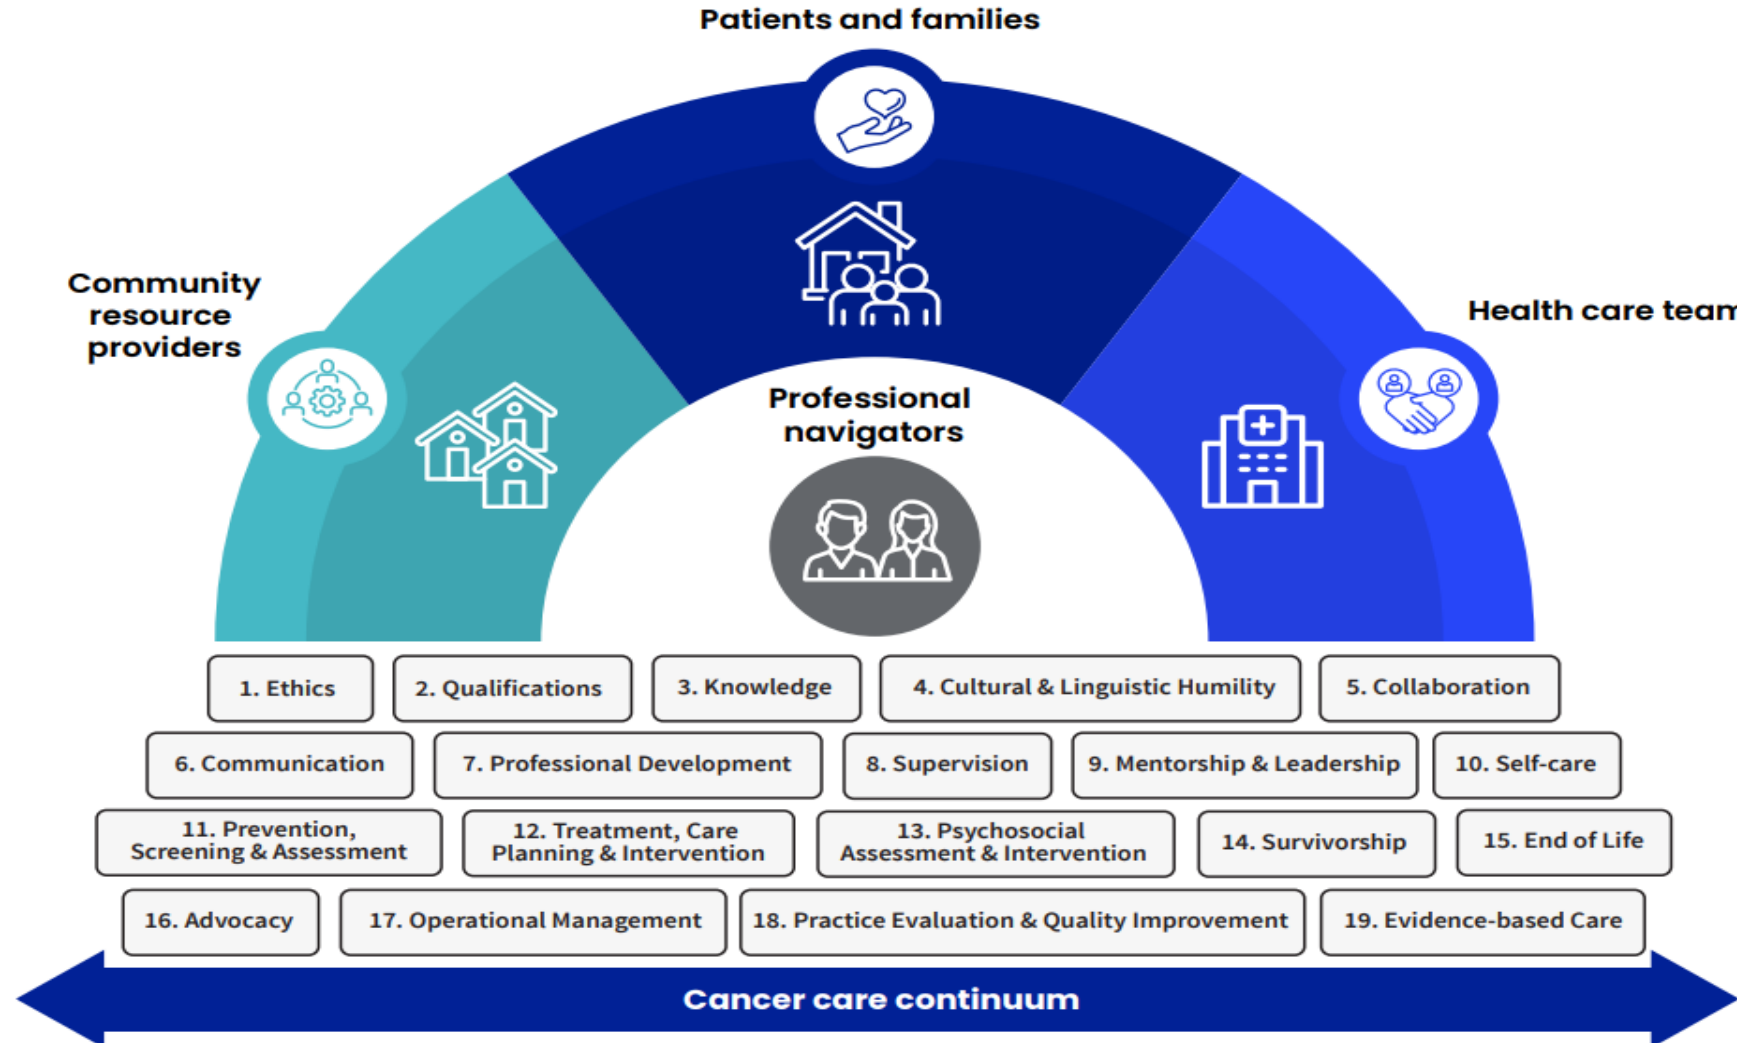 Patients and families
Community
resource
providers
Health care team
Professional
navigators
1. Ethics
2. Qualifications
3. Knowledge
4. Cultural & Linguistic Humility
5. Collaboration
6. Communication
7. Professional Development
8. Supervision
9. Mentorship & Leadership
10. Self-care
11. Prevention,
Screening & Assessment
12. Treatment, Care
Planning & Intervention
13. Psychosocial
Assessment & Intervention
14. Survivorship
15. End of Life
16. Advocacy
17. Operational Management
18. Practice Evaluation & Quality Improvement
19. Evidence-based Care
Cancer care continuum